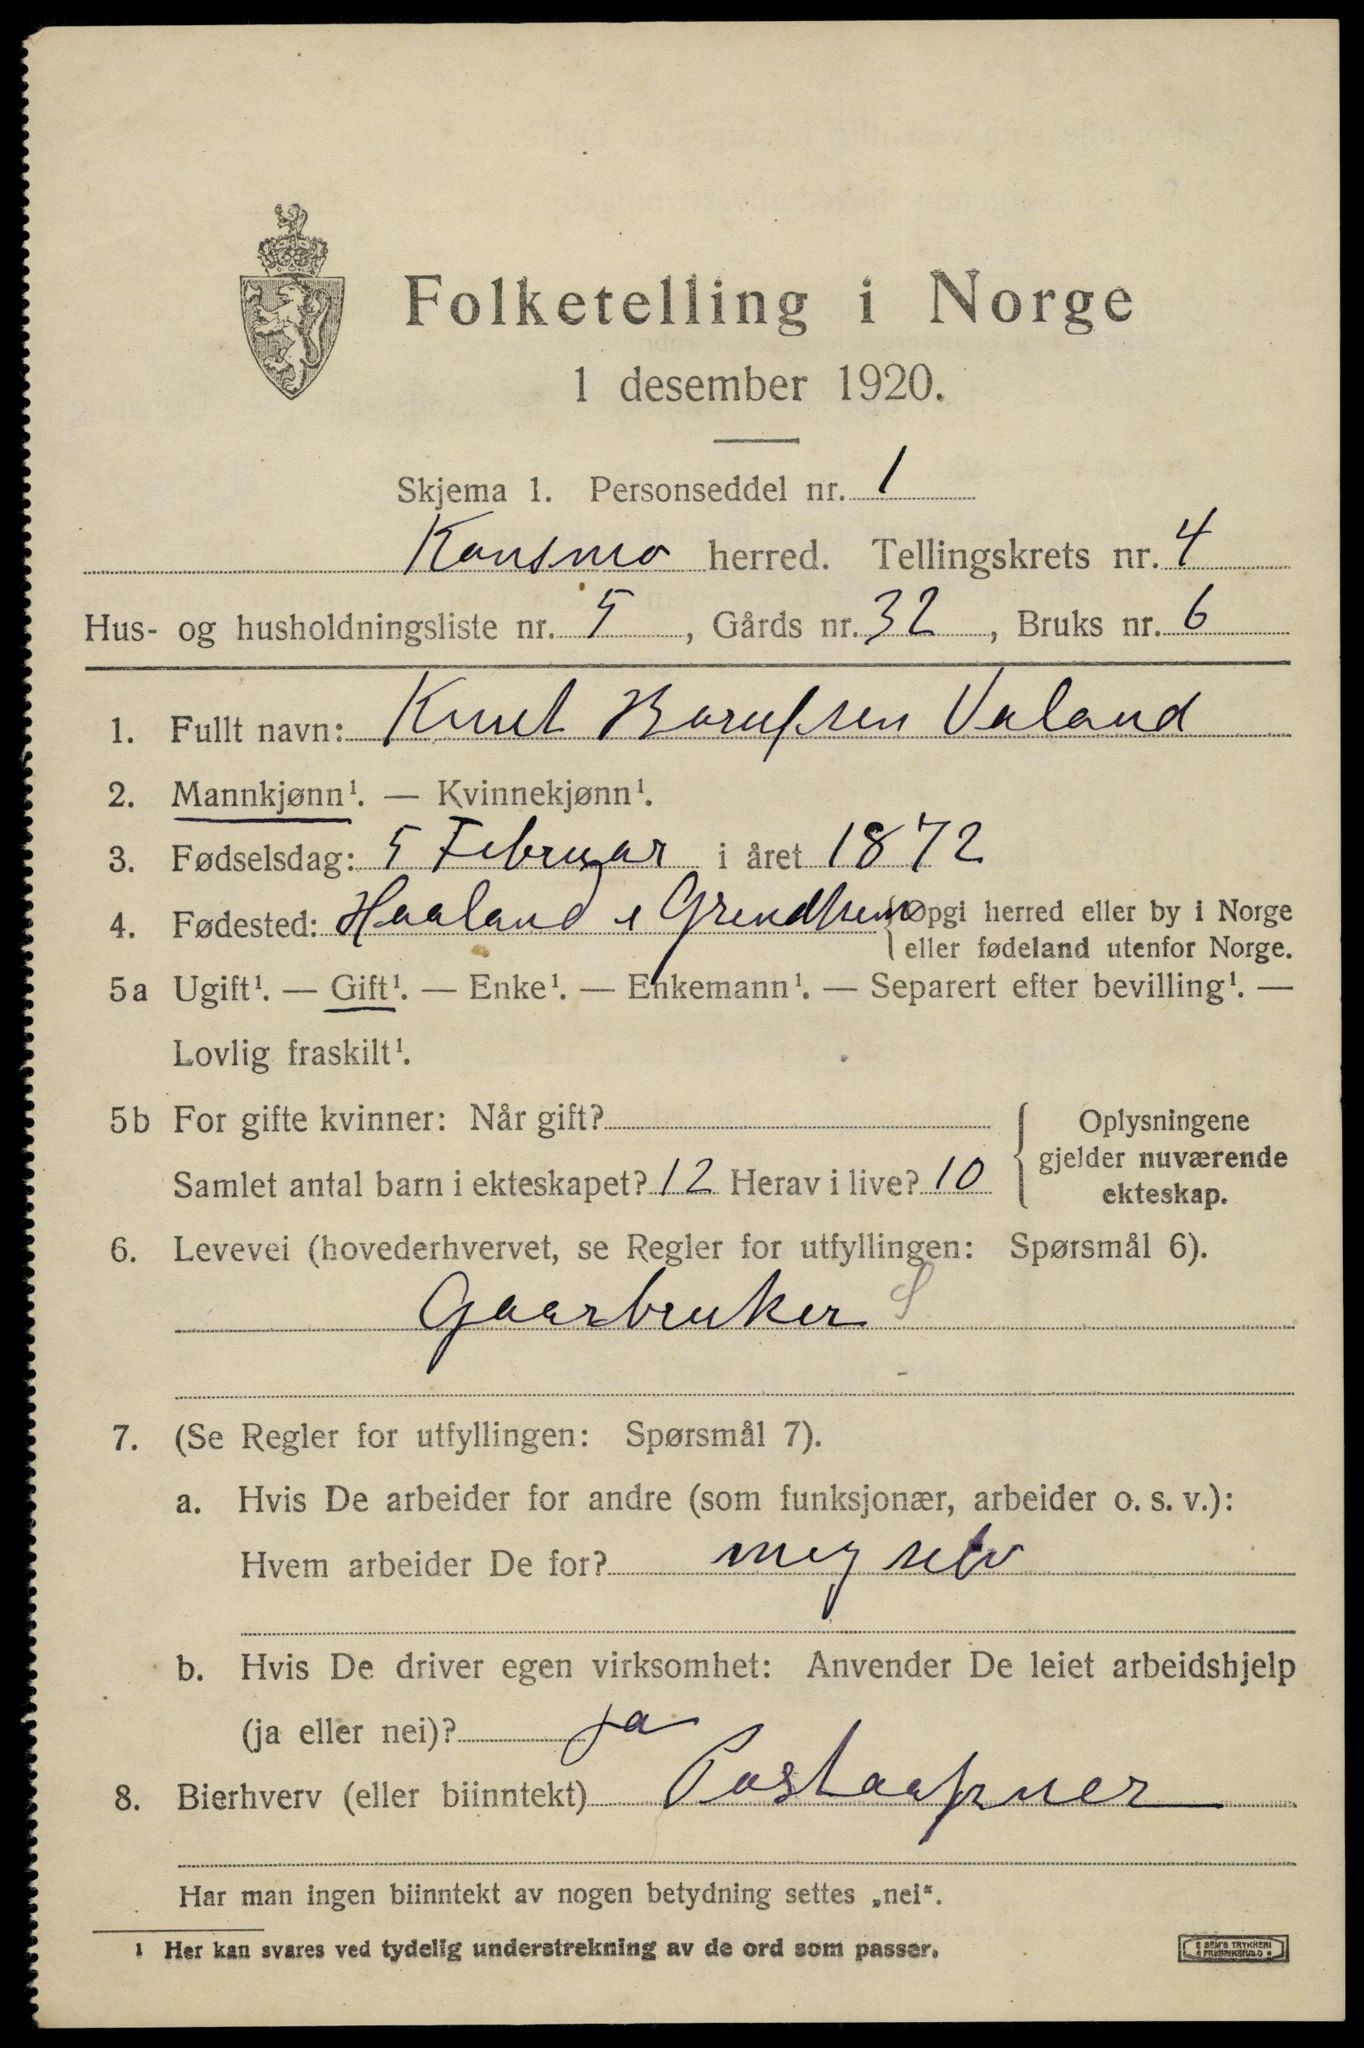 Folketelling i Norge
1 desember 1920.
Skjema 1. Personseddel nr. 1
Konsmo herred. Tellingskrets nr. 4
Hus- og husholdningsliste nr. 5, Gårds nr. 32, Bruks nr. 6
1. Fullt navn: Knut Valand
2. Mannkjønn¹. — Kvinnekjønn¹.
3. Fødselsdag: 5 Februar i året 1872
4. Fødested: Haaland i Grendhem {Opgi herred eller by i Norge
eller fødeland utenfor Norge.
5a Ugift¹. — Gift¹. — Enke¹. — Enkemann¹. — Separert efter bevilling¹. —
Lovlig fraskilt¹.
5b For gifte kvinner: Når gift?
Samlet antal barn i ekteskapet? 12 Herav i live? 10
Oplysningene
gjelder nuværende
ekteskap.
6. Levevei (hovederhvervet, se Regler for utfyllingen: Spørsmål 6).
Gaarbruker S
7. (Se Regler for utfyllingen: Spørsmål 7).
a. Hvis De arbeider for andre (som funksjonær, arbeider o. s. v.):
Hvem arbeider De for? meg selv
b. Hvis De driver egen virksomhet: Anvender De leiet arbeidshjelp
(ja eller nei)? ja
8. Bierhverv (eller biinntekt) Postaapner
Har man ingen biinntekt av nogen betydning settes „nei“.
1 Her kan svares ved tydelig understrekning av de ord som passer.
E SEM'S TRYKKERI
FREDRIKSHALD